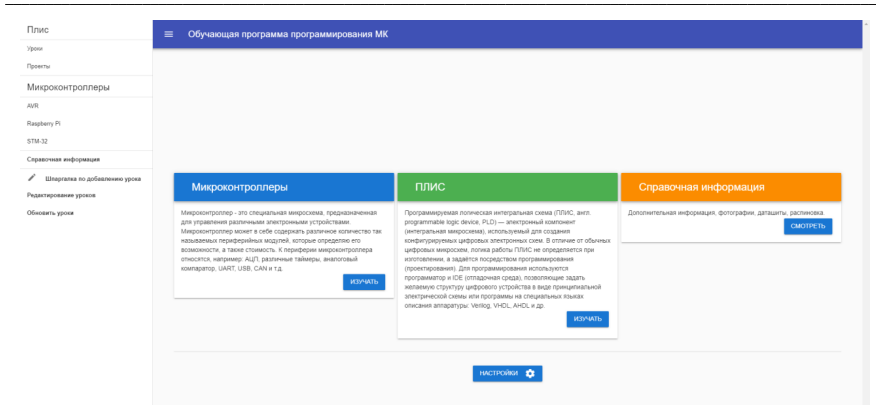 Плис
Уроки
Проекты
Микроконтроллеры
AVR
Raspberry Pi
STM-32
Справочная информация
Шпаргалка по добавлению урока
Редактирование уроков
Обновить уроки
Обучающая программа программирования МК
Микроконтроллеры
Микроконтроллер - это специальная микросхема, предназначенная
для управления различными электронными устройствами.
Микроконтроллер может в себе содержать различное количество так
называемых периферийных модулей, которые определяю его
возможности, а также стоимость. К периферии микроконтроллера
относятся, например: АЦП, различные таймеры, аналоговый
компаратор, UART, USB, CAN и т.д.
ИЗУЧАТЬ
ПЛИС
Программируемая логическая интегральная схема (ПЛИС, англ.
programmable logic device, PLD) — электронный компонент
(интегральная микросхема), используемый для создания
конфигурируемых цифровых электронных схем. В отличие от обычных
цифровых микросхем, логика работы ПЛИС не определяется при
изготовлении, а задаётся посредством программирования
(проектирования). Для программирования используются
программатор и IDE (отладочная среда), позволяющие задать
желаемую структуру цифрового устройства в виде принципиальной
электрической схемы или программы на специальных языках
описания аппаратуры: Verilog, VHDL, AHDL и др.
ИЗУЧАТЬ
Справочная информация
Дополнительная информация, фотографии, даташиты, распиновка.
СМОТРЕТЬ
НАСТРОЙКИ